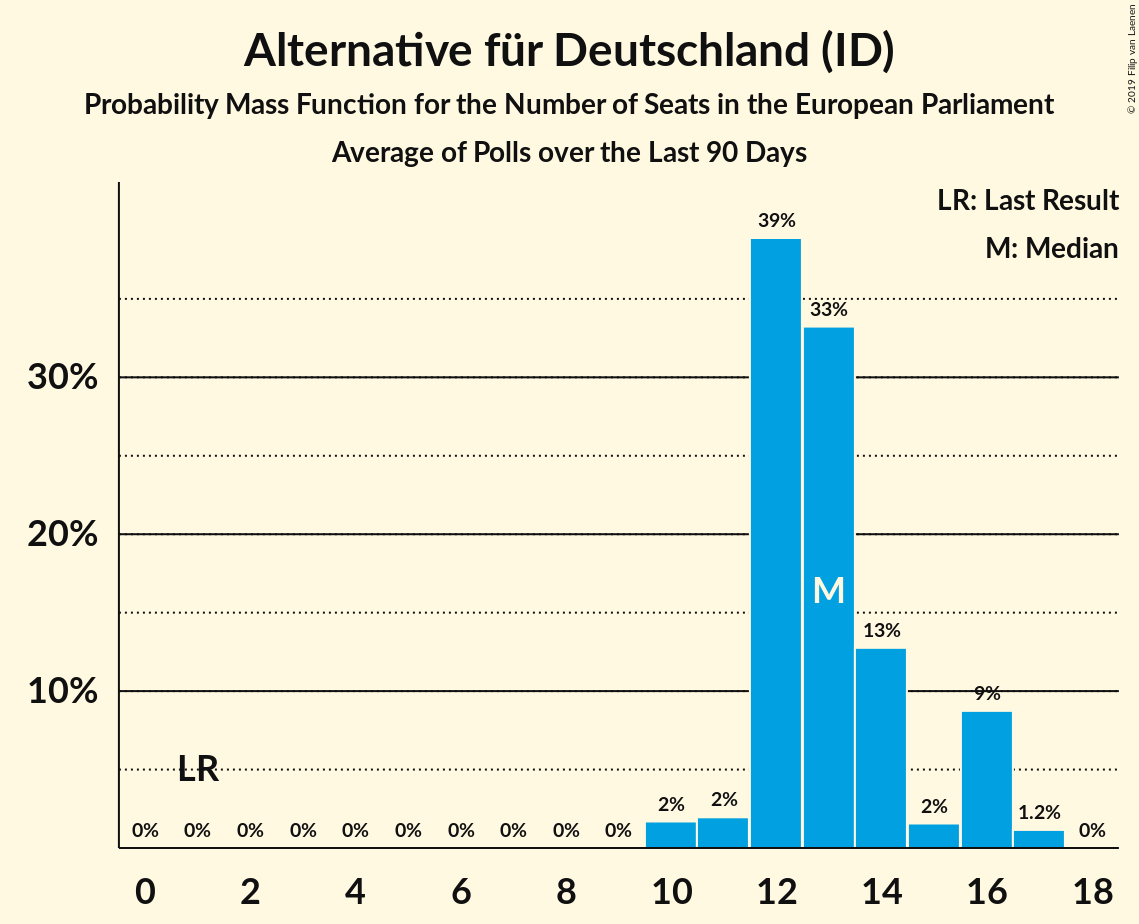 Alternative für Deutschland (ID)
Probability Mass Function for the Number of Seats in the European Parliament
Average of Polls over the Last 90 Days
© 2019 Filip van Laenen
LR: Last Result
M: Median
39%
33%
30%
20%
M
13%
10%
9%
LR
2%
2%
2%
1.2%
0%
0%
0%
0%
0%
0%
0%
0%
0%
0%
0%
0 2 4 6 8 10 12 14 16 18